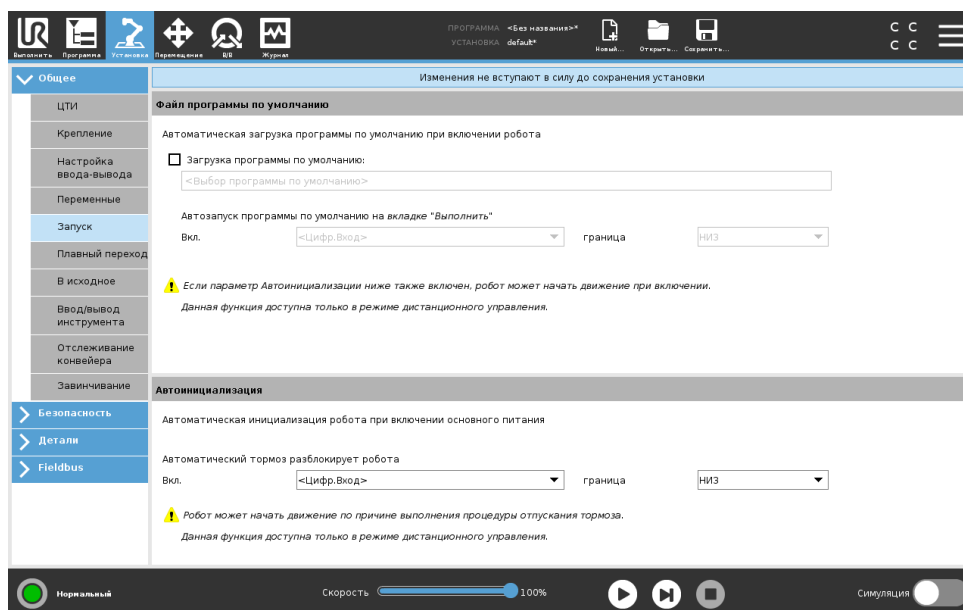 ПРОГРАММА <Без названия>*
УСТАНОВКА default*
Выполнить Программа Установка Перемещение В/В Журнал Новый... Открыть... Сохранить...
C C
C C
Общее
Изменения не вступают в силу до сохранения установки
ЦТИ
Крепление
Настройка
ввода-вывода
Переменные
Запуск
Плавный переход
В исходное
Ввод/вывод
инструмента
Отслеживание
конвейера
Завинчивание
Безопасность
Детали
Fieldbus
Файл программы по умолчанию
Автоматическая загрузка программы по умолчанию при включении робота
Загрузка программы по умолчанию:
<Выбор программы по умолчанию>
Автозапуск программы по умолчанию на вкладке "Выполнить"
Вкл. <Цифр.Вход> граница НИЗ
Если параметр Автоинициализации ниже также включен, робот может начать движение при включении.
Данная функция доступна только в режиме дистанционного управления.
Автоинициализация
Автоматическая инициализация робота при включении основного питания
Автоматический тормоз разблокирует робота
Вкл. <Цифр.Вход> граница НИЗ
Робот может начать движение по причине выполнения процедуры отпускания тормоза.
Данная функция доступна только в режиме дистанционного управления.
Нормальный Скорость 100% Симуляция